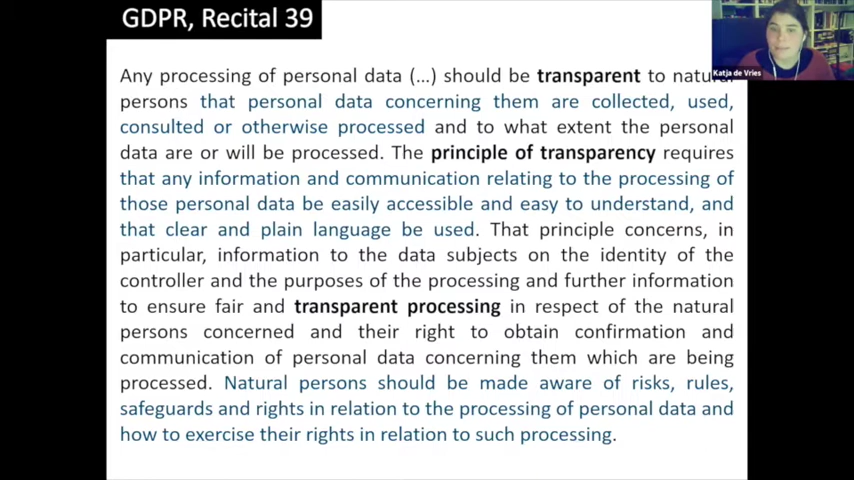 GDPR, Recital 39
Katja de Vries
Any processing of personal data (...) should be transparent to natural
persons that personal data concerning them are collected, used,
consulted or otherwise processed and to what extent the personal
data are or will be processed. The principle of transparency requires
that any information and communication relating to the processing of
those personal data be easily accessible and easy to understand, and
that clear and plain language be used. That principle concerns, in
particular, information to the data subjects on the identity of the
controller and the purposes of the processing and further information
to ensure fair and transparent processing in respect of the natural
persons concerned and their right to obtain confirmation and
communication of personal data concerning them which are being
processed. Natural persons should be made aware of risks, rules,
safeguards and rights in relation to the processing of personal data and
how to exercise their rights in relation to such processing.